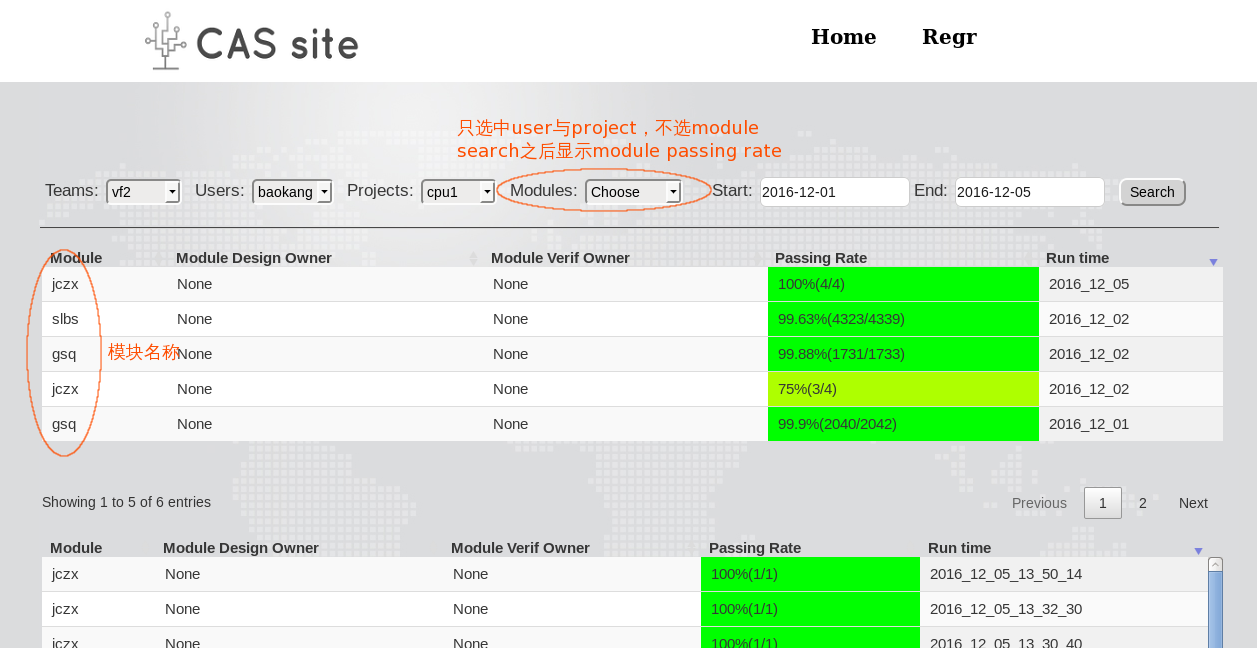 CAS site
Home Regr
只选中user与project，不选module
search之后显示module passing rate
Teams: vf2 Users: baokang Projects: cpu1 Modules: Choose Start: 2016-12-01 End: 2016-12-05 Search
Module Module Design Owner Module Verif Owner Passing Rate Run time
jczx None None 100%(4/4) 2016_12_05
slbs None None 99.63%(4323/4339) 2016_12_02
gsq 模块名称 None None 99.88%(1731/1733) 2016_12_02
jczx None None 75%(3/4) 2016_12_02
gsq None None 99.9%(2040/2042) 2016_12_01
Showing 1 to 5 of 6 entries Previous 1 2 Next
Module Module Design Owner Module Verif Owner Passing Rate Run time
jczx None None 100%(1/1) 2016_12_05_13_50_14
jczx None None 100%(1/1) 2016_12_05_13_32_30
jczx None None 100%(1/1) 2016_12_05_13_30_40